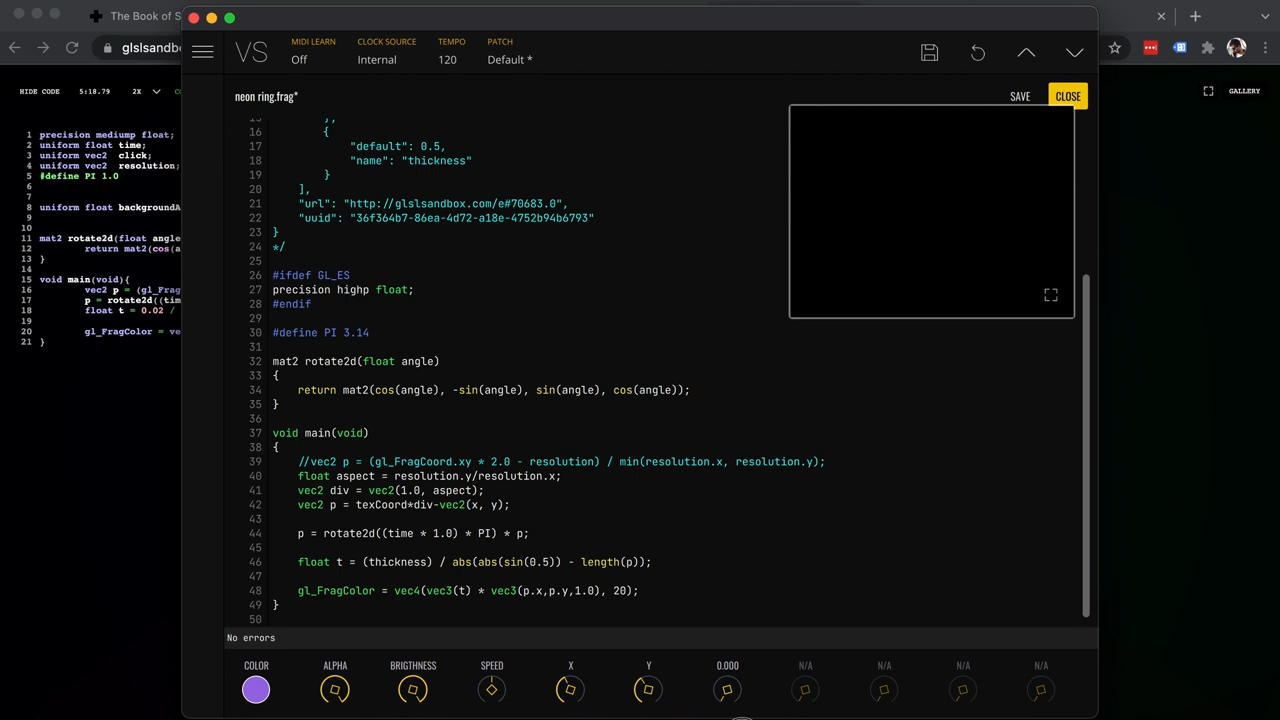 The Book of S
glslsandbo
HIDE CODE 5:18.79 2X CO
GALLERY
1 precision mediump float;
2 uniform float time;
3 uniform vec2 click;
4 uniform vec2 resolution;
5 #define PI 1.0
6
7
8 uniform float backgroundA
9
10
11 mat2 rotate2d(float angle
12 return mat2(cos(a
13 }
14
15 void main(void){
16 vec2 p = (gl_Frag
17 p = rotate2d((tim
18 float t = 0.02 /
19
20 gl_FragColor = ve
21 }
VS
MIDI LEARN CLOCK SOURCE TEMPO PATCH
Off Internal 120 Default *
neon ring.frag*
SAVE CLOSE
15 },
16 {
17 "default": 0.5,
18 "name": "thickness"
19 }
20 ],
21 "url": "http://glslsandbox.com/e#70683.0",
22 "uuid": "36f364b7-86ea-4d72-a18e-4752b94b6793"
23 }
24 */
25
26 #ifdef GL_ES
27 precision highp float;
28 #endif
29
30 #define PI 3.14
31
32 mat2 rotate2d(float angle)
33 {
34 return mat2(cos(angle), -sin(angle), sin(angle), cos(angle));
35 }
36
37 void main(void)
38 {
39 //vec2 p = (gl_FragCoord.xy * 2.0 - resolution) / min(resolution.x, resolution.y);
40 float aspect = resolution.y/resolution.x;
41 vec2 div = vec2(1.0, aspect);
42 vec2 p = texCoord*div-vec2(x, y);
43
44 p = rotate2d((time * 1.0) * PI) * p;
45
46 float t = (thickness) / abs(abs(sin(0.5)) - length(p));
47
48 gl_FragColor = vec4(vec3(t) * vec3(p.x,p.y,1.0), 20);
49 }
50
No errors
COLOR ALPHA BRIGTHNESS SPEED X Y 0.000 N/A N/A N/A N/A